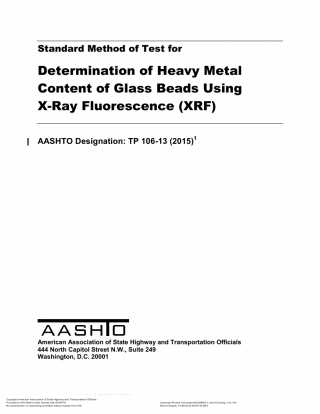 Standard Method of Test for
Determination of Heavy Metal
Content of Glass Beads Using
X-Ray Fluorescence (XRF)
AASHTO Designation: TP 106-13 (2015)1
AASHTO
American Association of State Highway and Transportation Officials
444 North Capitol Street N.W., Suite 249
Washington, D.C. 20001